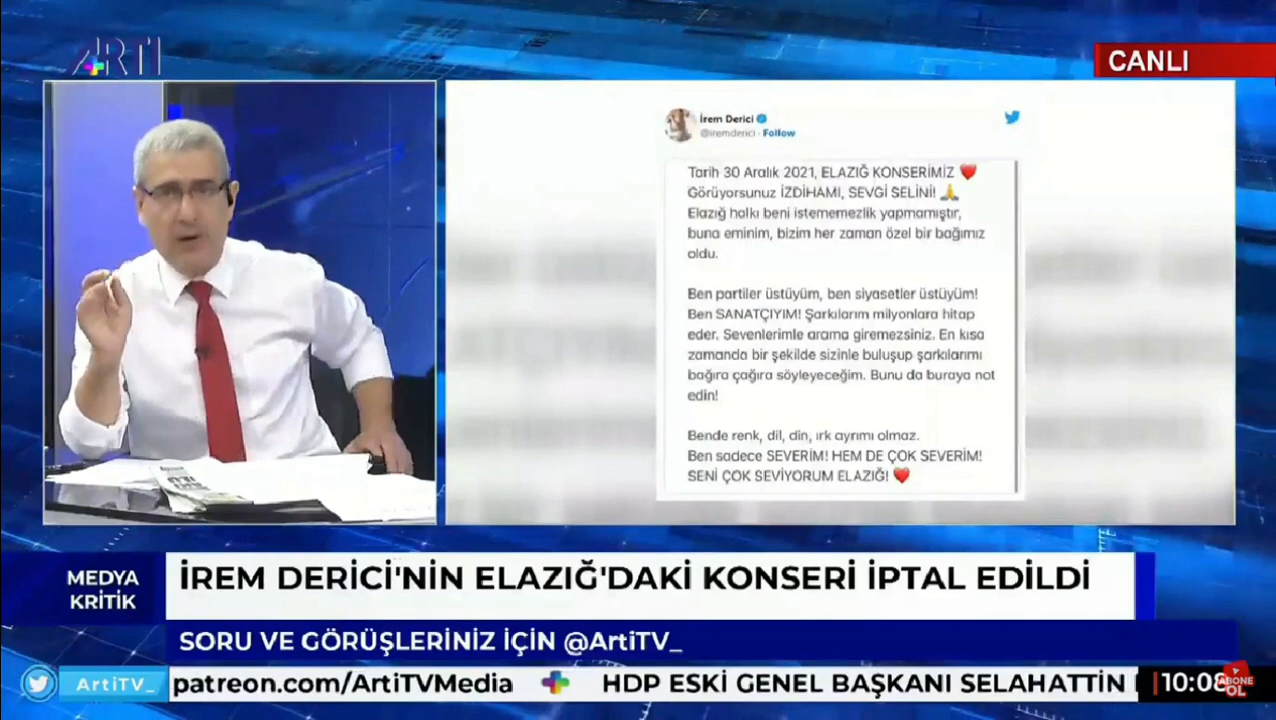 ARTI
CANLI
İrem Derici
@iremderici · Follow
Tarih 30 Aralık 2021, ELAZIĞ KONSERİMİZ ❤️
Görüyorsunuz İZDİHAMI, SEVGİ SELİNİ! 🙏
Elazığ halkı beni istememezlik yapmamıştır,
buna eminim, bizim her zaman özel bir bağımız
oldu.
Ben partiler üstüyüm, ben siyasetler üstüyüm!
Ben SANATÇIYIM! Şarkılarım milyonlara hitap
eder. Sevenlerimle arama giremezsiniz. En kısa
zamanda bir şekilde sizinle buluşup şarkılarımı
bağıra çağıra söyleyeceğim. Bunu da buraya not
edin!
Bende renk, dil, din, ırk ayrımı olmaz.
Ben sadece SEVERİM! HEM DE ÇOK SEVERİM!
SENİ ÇOK SEVİYORUM ELAZIĞ! ❤️
MEDYA
KRİTİK
İREM DERİCİ'NİN ELAZIĞ'DAKİ KONSERİ İPTAL EDİLDİ
SORU VE GÖRÜŞLERİNİZ İÇİN @ArtiTV_
ArtiTV_
patreon.com/ArtiTVMedia
HDP ESKİ GENEL BAŞKANI SELAHATTİN
10:08
ABONE
OL